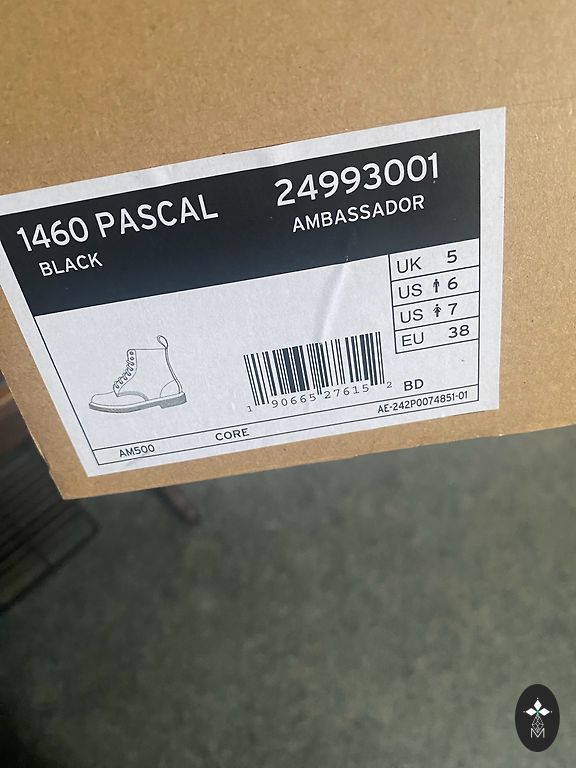 1460 PASCAL
BLACK
24993001
AMBASSADOR
UK 5
US 6
US 7
EU 38
1 90665 27615 2
BD
AE-242P0074851-01
AM500
CORE
M